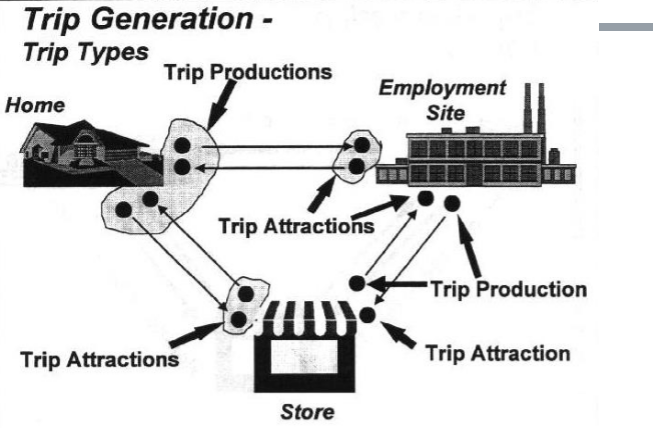 Trip Generation -
Trip Types
Trip Productions
Home
Employment
Site
Trip Attractions
Trip Production
Trip Attractions
Trip Attraction
Store